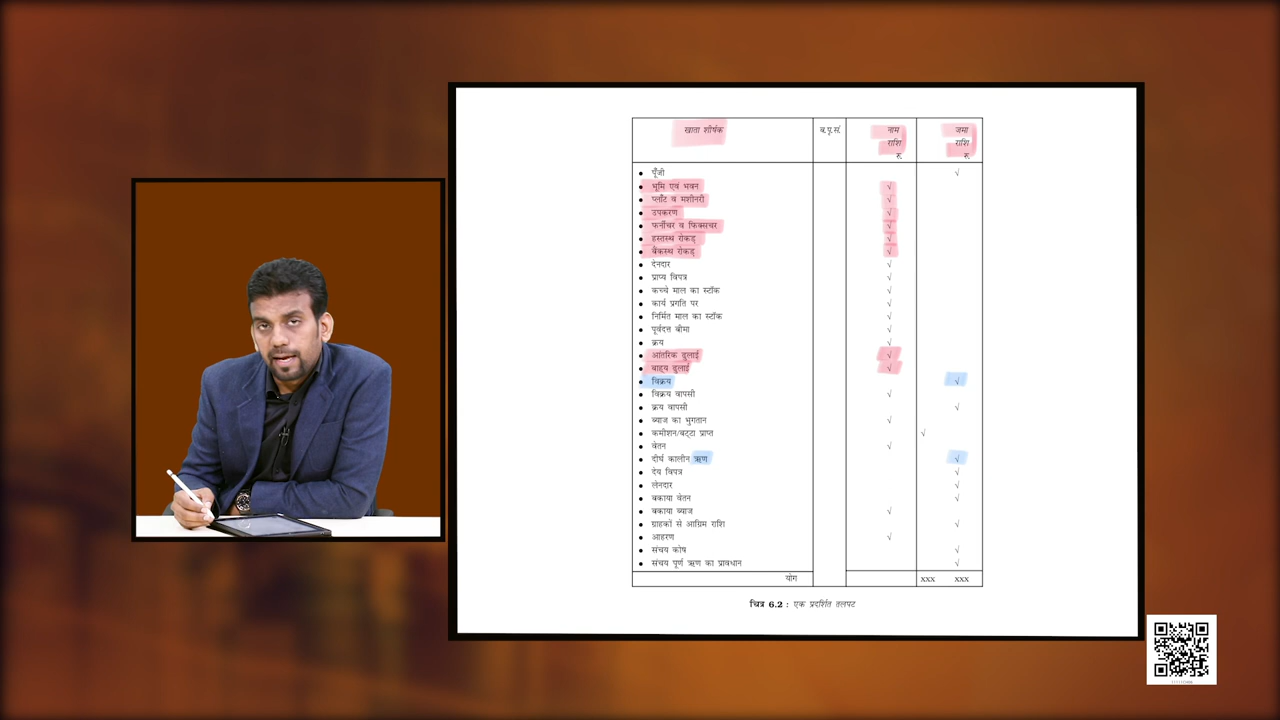 खाता शीर्षक ब.पृ.सं. नाम जमा
राशि राशि
रु. रु.
• पूँजी √
• भूमि एवं भवन √
• प्लाँट व मशीनरी √
• उपकरण √
• फर्नीचर व फिक्सचर √
• हस्तस्थ रोकड़ √
• बैंकस्थ रोकड़ √
• देनदार √
• प्राप्य विपत्र √
• कच्चे माल का स्टॉक √
• कार्य प्रगति पर √
• निर्मित माल का स्टॉक √
• पूर्वदत्त बीमा √
• क्रय √
• आंतरिक ढुलाई √
• बाह्य ढुलाई √
• विक्रय √
• विक्रय वापसी √
• क्रय वापसी √
• ब्याज का भुगतान √
• कमीशन/बट्टा प्राप्त √
• वेतन √
• दीर्घ कालीन ऋण √
• देय विपत्र √
• लेनदार √
• बकाया वेतन √
• बकाया ब्याज √
• ग्राहकों से आग्रिम राशि √
• आहरण √
• संचय कोष √
• संचय पूर्ण ऋण का प्रावधान √
योग xxx xxx
चित्र 6.2 : एक प्रदर्शित तलपट